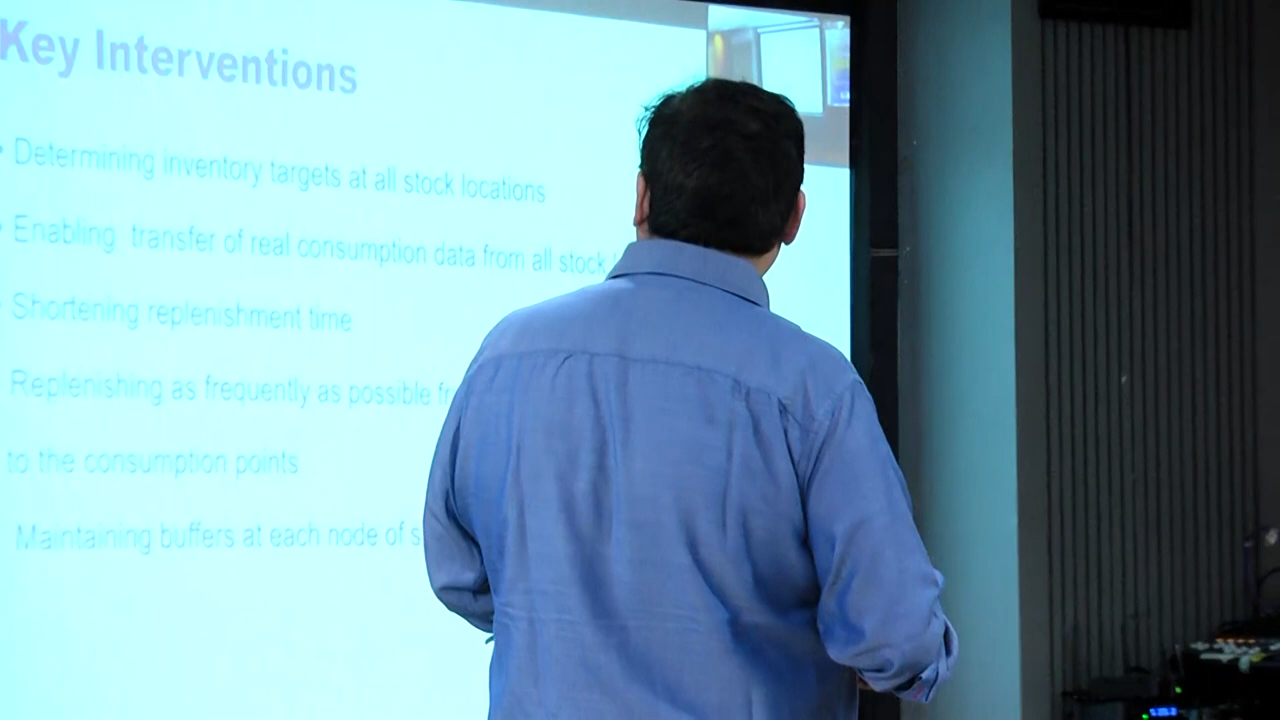 Key Interventions
• Determining inventory targets at all stock locations
• Enabling transfer of real consumption data from all stock
• Shortening replenishment time
Replenishing as frequently as possible
to the consumption points
Maintaining buffers at each node of